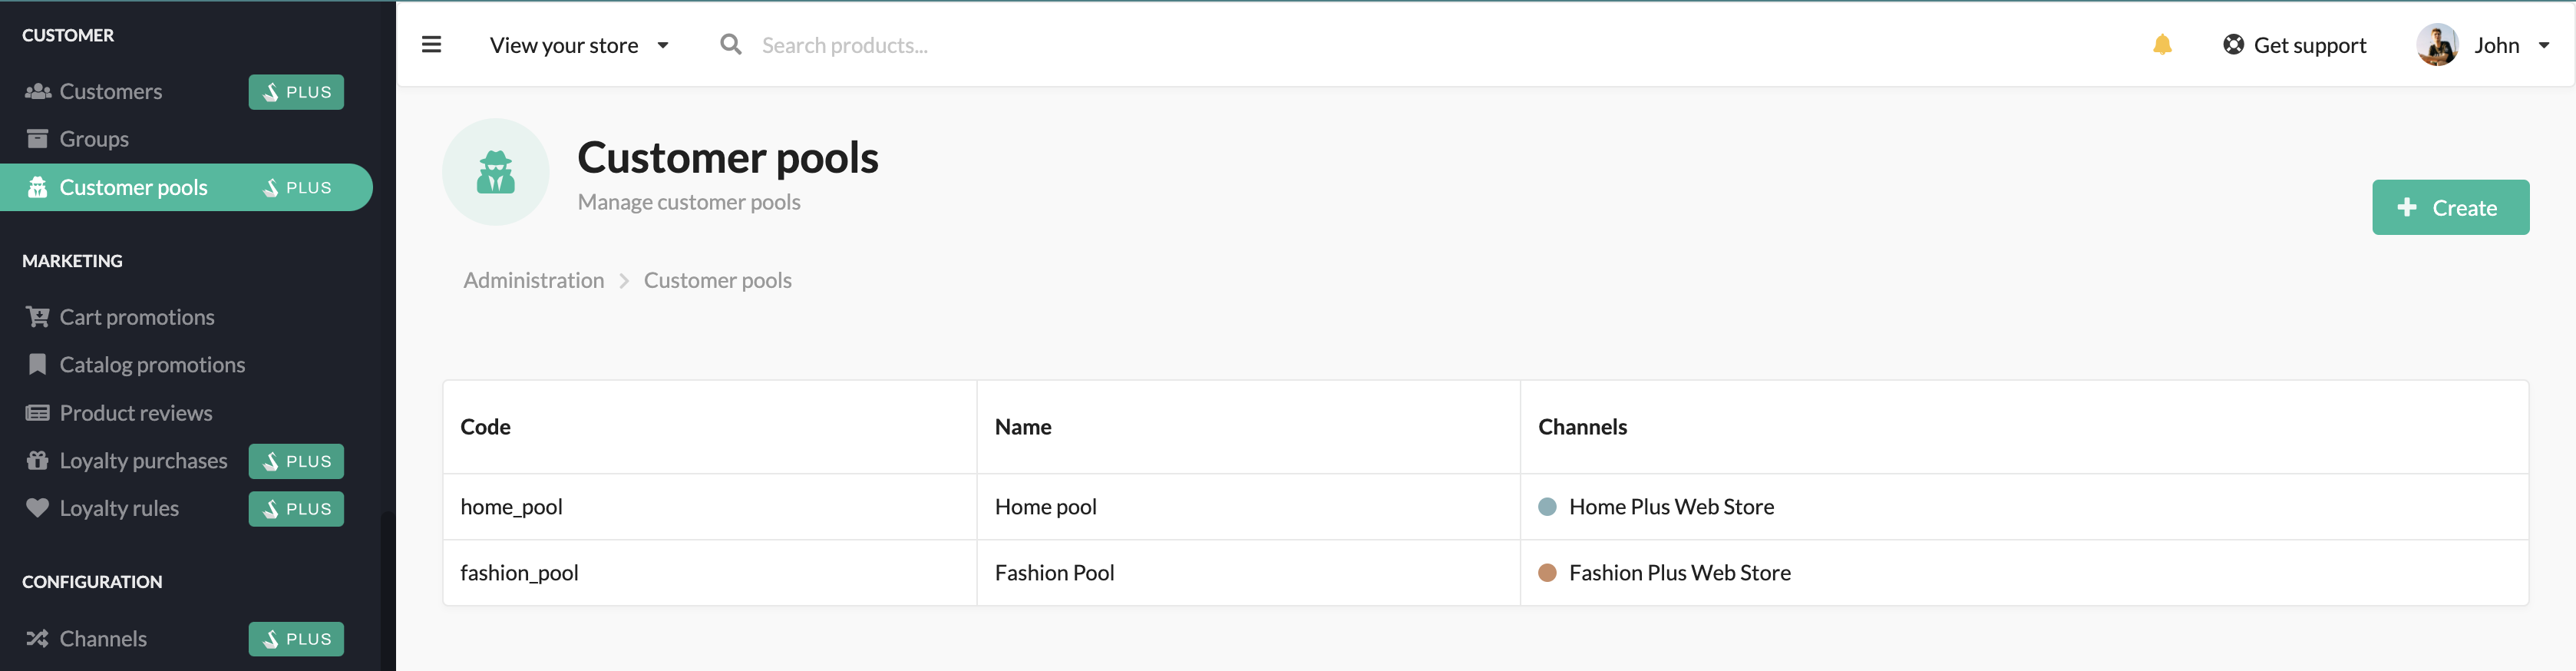 CUSTOMER
Customers PLUS
Groups
Customer pools PLUS
MARKETING
Cart promotions
Catalog promotions
Product reviews
Loyalty purchases PLUS
Loyalty rules PLUS
CONFIGURATION
Channels PLUS
View your store Search products... Get support John
Customer pools
Manage customer pools
Create
Administration Customer pools
Code Name Channels
home_pool Home pool Home Plus Web Store
fashion_pool Fashion Pool Fashion Plus Web Store